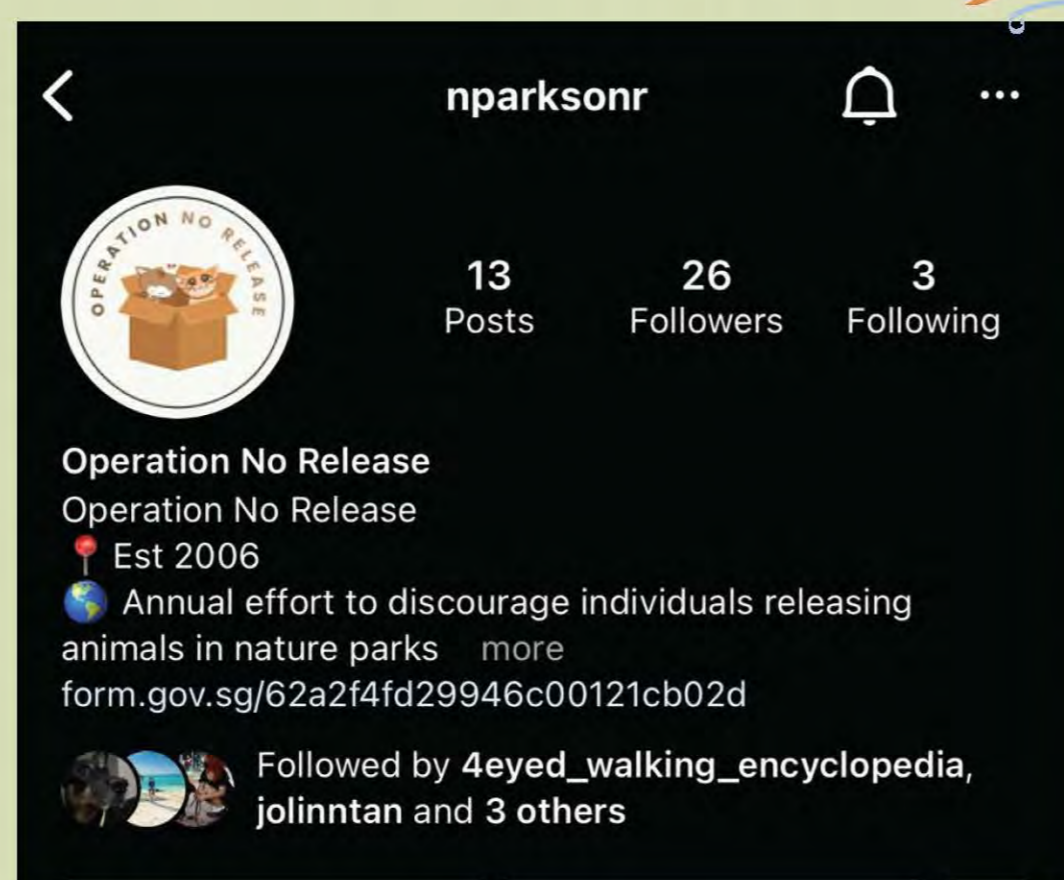 nparksonr
OPERATION NO RELEASE
13 26 3
Posts Followers Following
Operation No Release
Operation No Release
📍 Est 2006
🌎 Annual effort to discourage individuals releasing
animals in nature parks more
form.gov.sg/62a2f4fd29946c00121cb02d
Followed by 4eyed_walking_encyclopedia,
jolinntan and 3 others